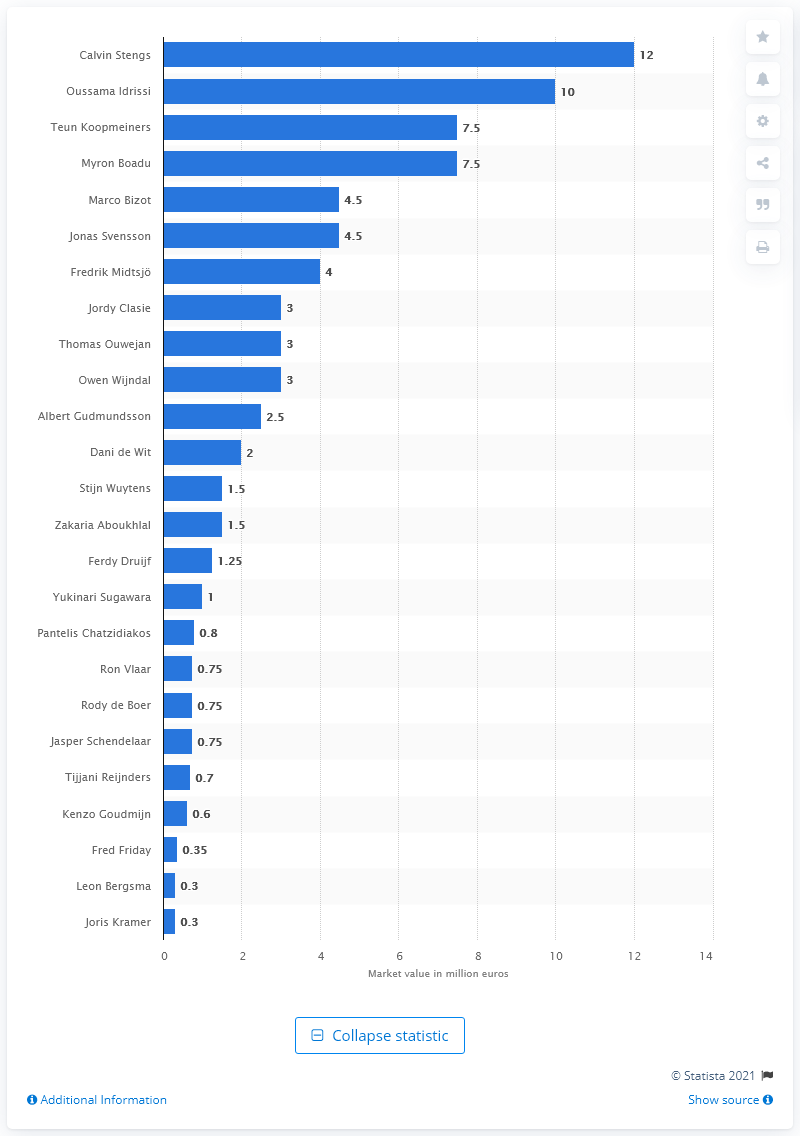 Calvin Stengs 12
Oussama Idrissi 10
Teun Koopmeiners 7.5
Myron Boadu 7.5
Marco Bizot 4.5
Jonas Svensson 4.5
Fredrik Midtsjö 4
Jordy Clasie 3
Thomas Ouwejan 3
Owen Wijndal 3
Albert Gudmundsson 2.5
Dani de Wit 2
Stijn Wuytens 1.5
Zakaria Aboukhlal 1.5
Ferdy Druijf 1.25
Yukinari Sugawara 1
Pantelis Chatzidiakos 0.8
Ron Vlaar 0.75
Rody de Boer 0.75
Jasper Schendelaar 0.75
Tijjani Reijnders 0.7
Kenzo Goudmijn 0.6
Fred Friday 0.35
Leon Bergsma 0.3
Joris Kramer 0.3
0 2 4 6 8 10 12 14
Market value in million euros
Collapse statistic
© Statista 2021
Additional Information Show source